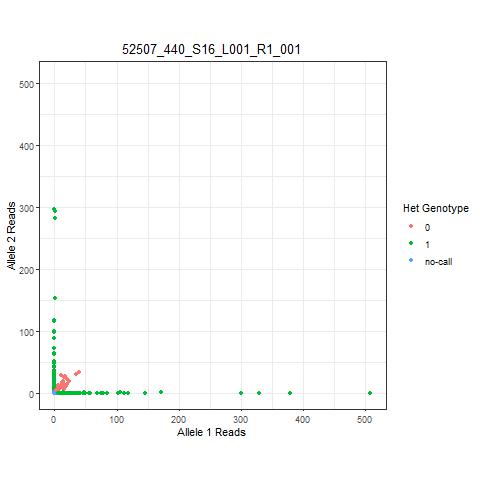 52507_440_S16_L001_R1_001
500
400
300
200
100
0
Allele 2 Reads
0 100 200 300 400 500
Allele 1 Reads
Het Genotype
0
1
no-call